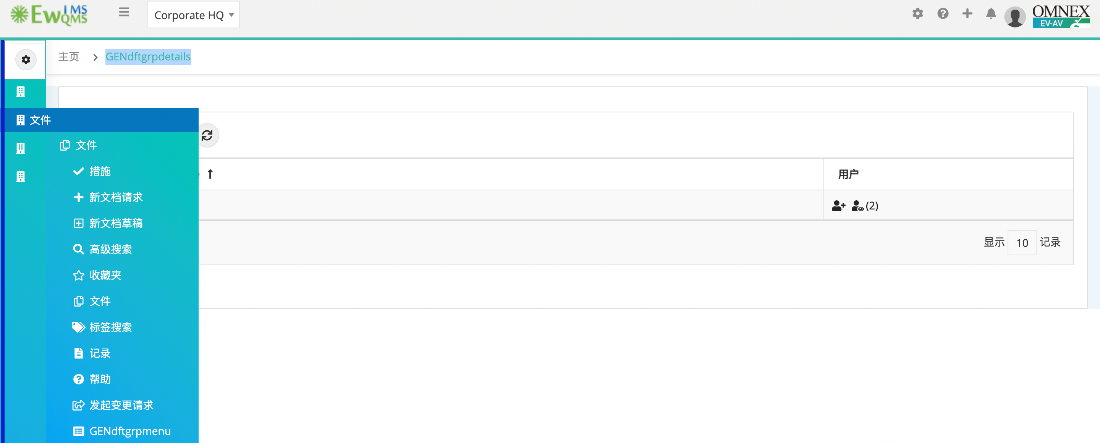 EwIMS
QMS
Corporate HQ
OMNEX
EV-AV
主页 > GENdftgrpdetails
文件
文件
措施
新文档请求
新文档草稿
高级搜索
收藏夹
文件
标签搜索
记录
帮助
发起变更请求
GENdftgrpmenu
用户
(2)
显示 10 记录